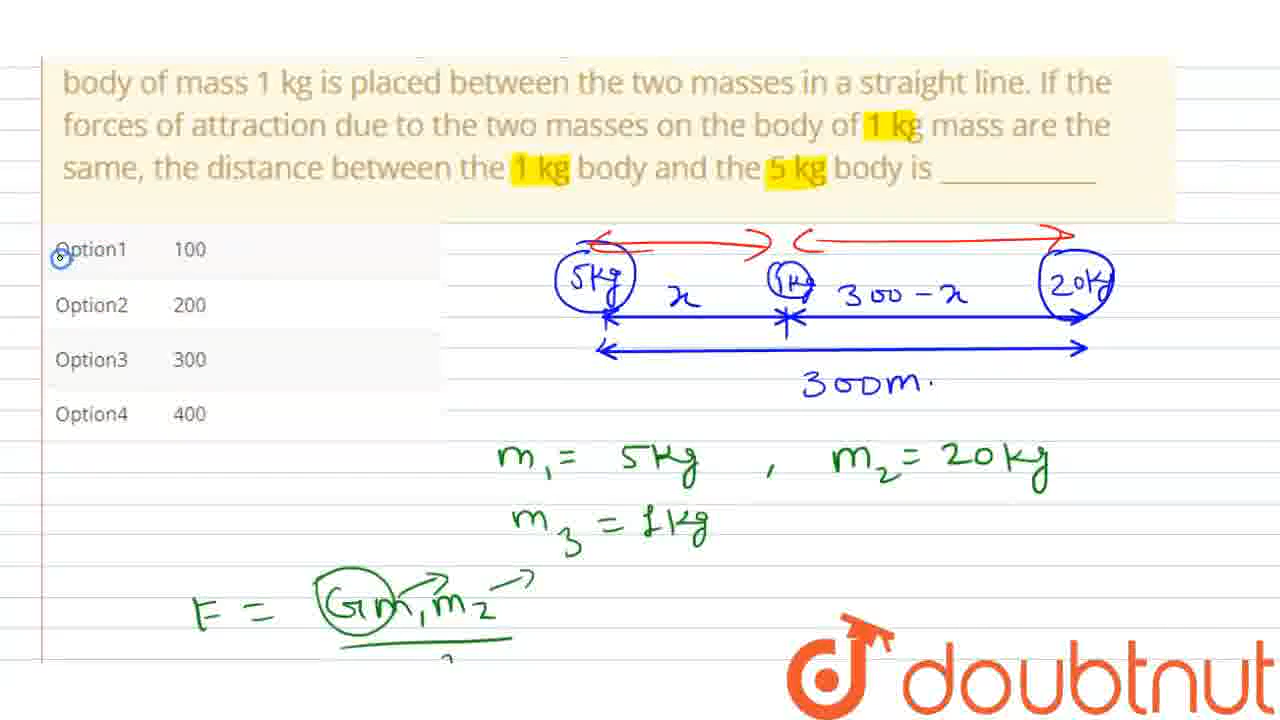 body of mass 1 kg is placed between the two masses in a straight line. If the
forces of attraction due to the two masses on the body of 1 kg mass are the
same, the distance between the 1 kg body and the 5 kg body is ____________
Option1 100
Option2 200
Option3 300
Option4 400
5kg 1kg 20kg
x 300-x
300m.
m₁= 5kg , m₂= 20kg
m₃ = 1kg
F = Gm₁m₂
doubtnut